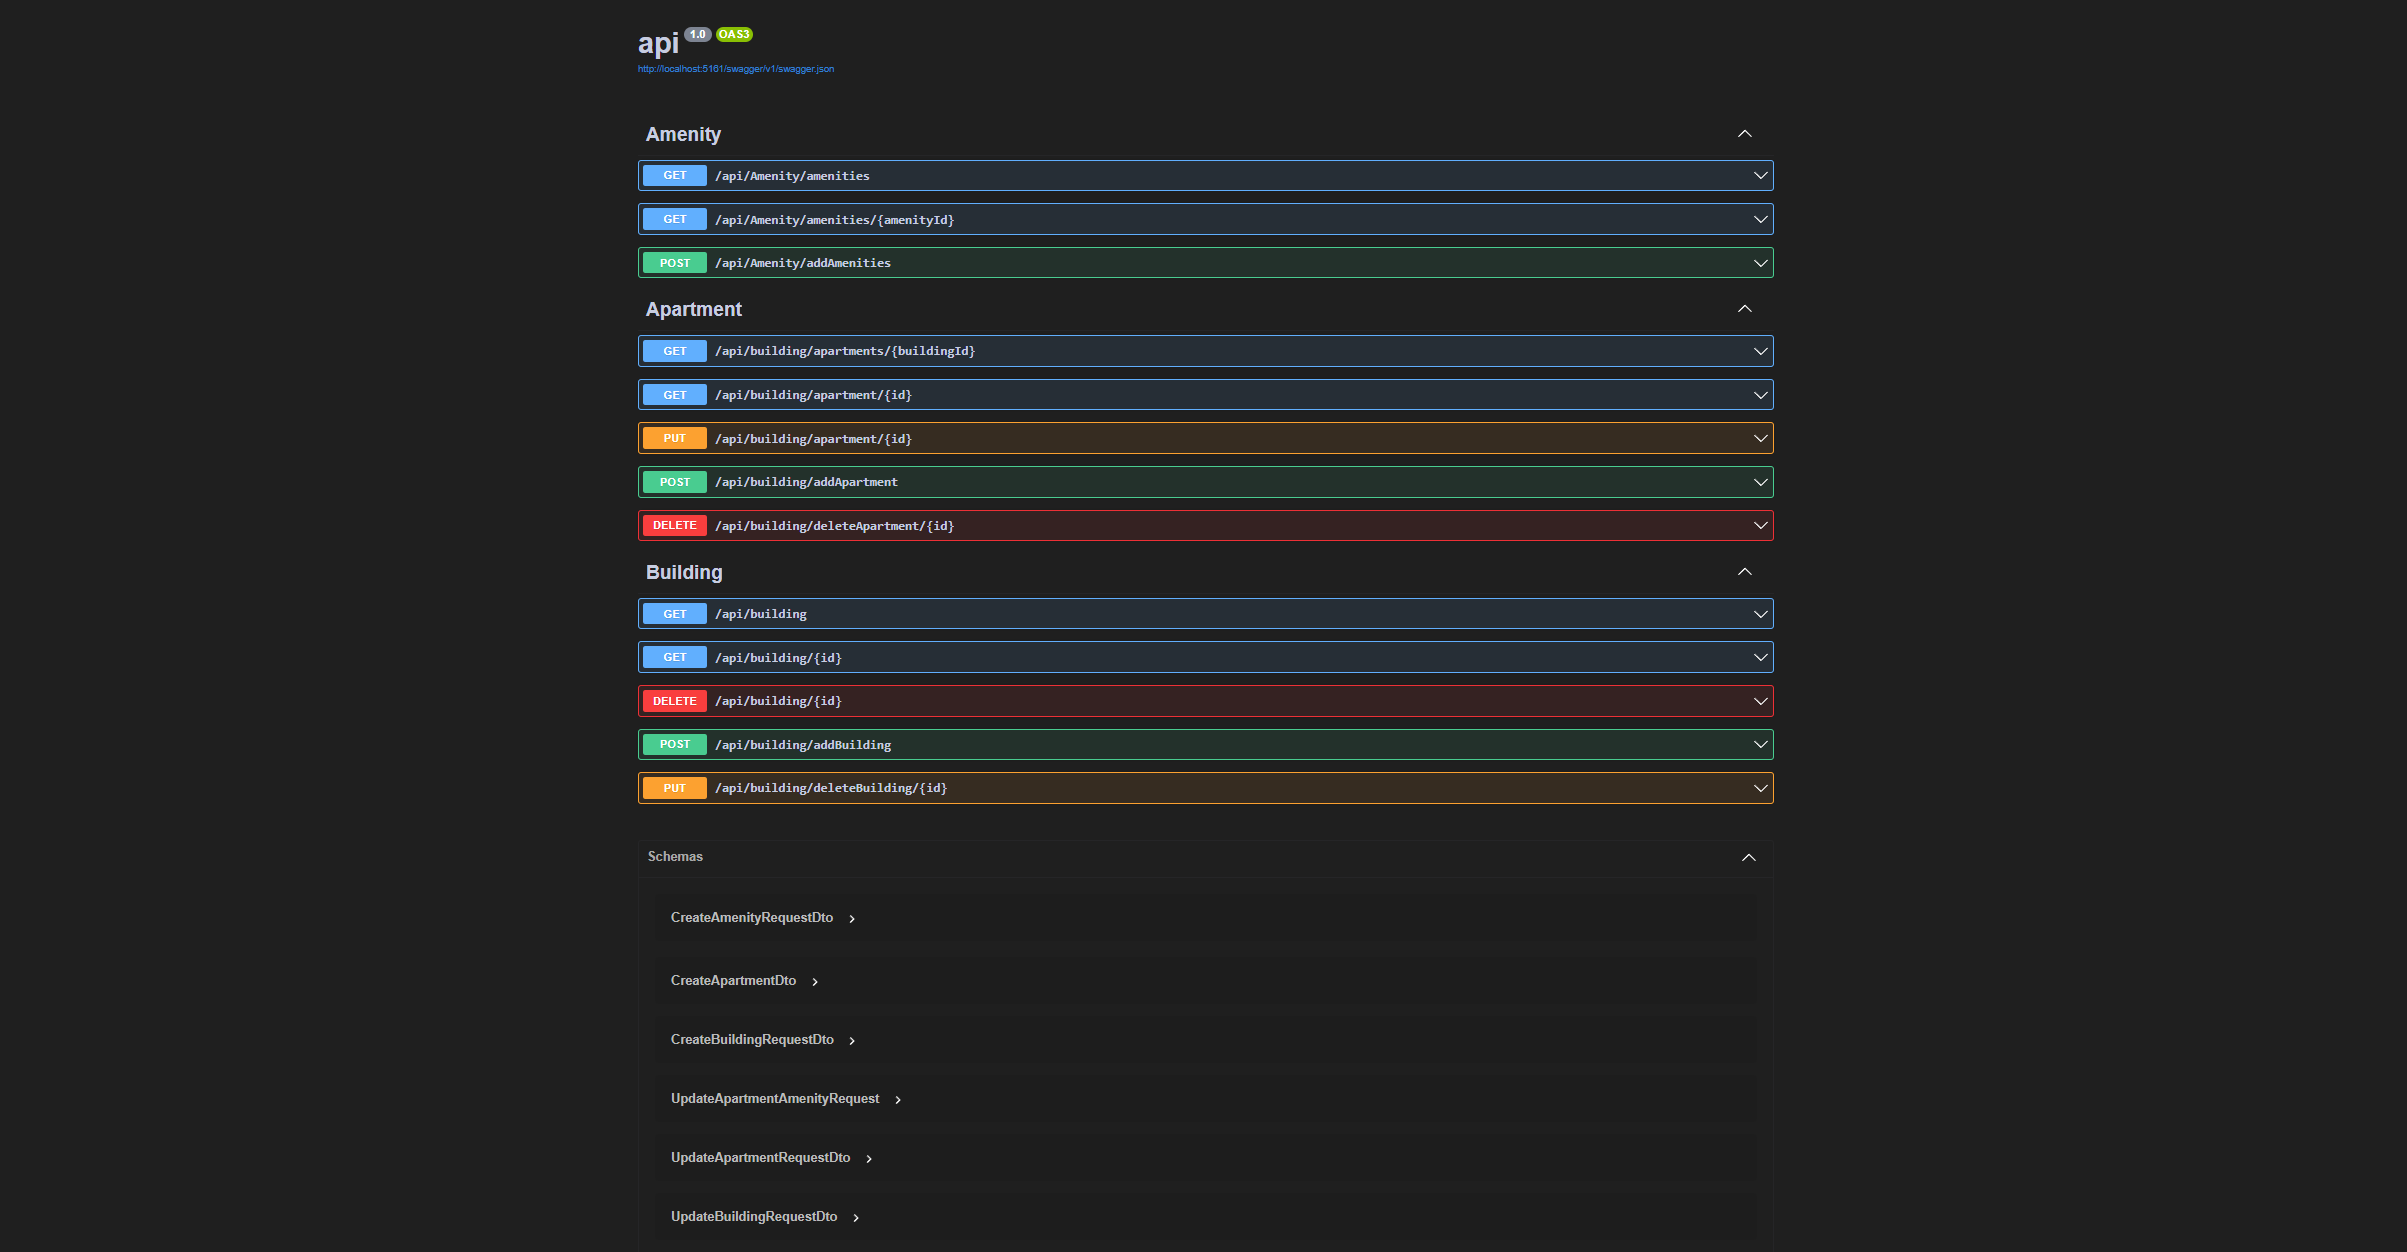 api 1.0 OAS3
http://localhost:5161/swagger/v1/swagger.json
Amenity
GET /api/Amenity/amenities
GET /api/Amenity/amenities/{amenityId}
POST /api/Amenity/addAmenities
Apartment
GET /api/building/apartments/{buildingId}
GET /api/building/apartment/{id}
PUT /api/building/apartment/{id}
POST /api/building/addApartment
DELETE /api/building/deleteApartment/{id}
Building
GET /api/building
GET /api/building/{id}
DELETE /api/building/{id}
POST /api/building/addBuilding
PUT /api/building/deleteBuilding/{id}
Schemas
CreateAmenityRequestDto
CreateApartmentDto
CreateBuildingRequestDto
UpdateApartmentAmenityRequest
UpdateApartmentRequestDto
UpdateBuildingRequestDto